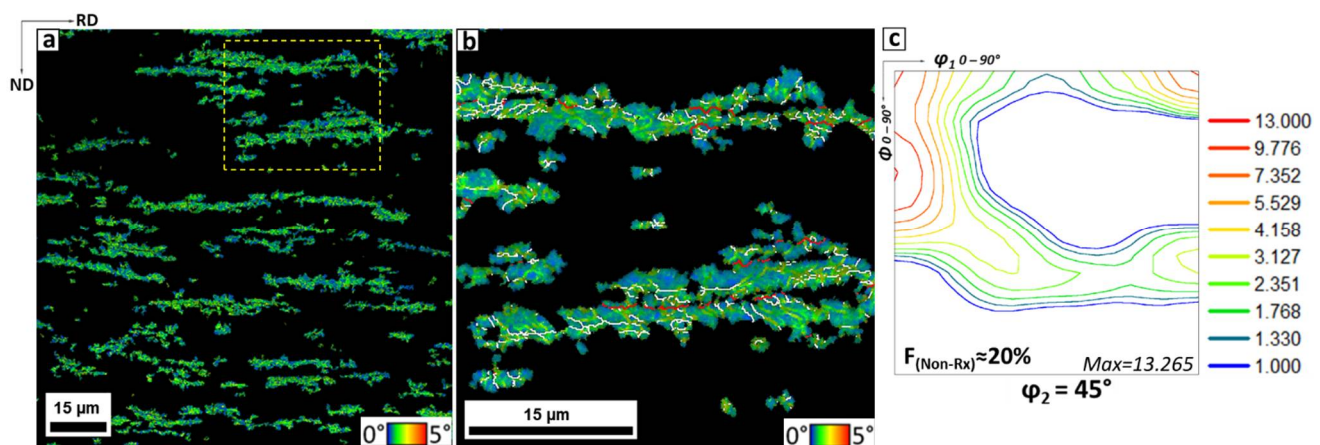 RD
ND
a
15 µm
0° 5°
b
15 µm
0° 5°
c
φ1 0 – 90°
Φ 0 – 90°
F(Non-Rx)≈20%
Max=13.265
φ2 = 45°
13.000
9.776
7.352
5.529
4.158
3.127
2.351
1.768
1.330
1.000